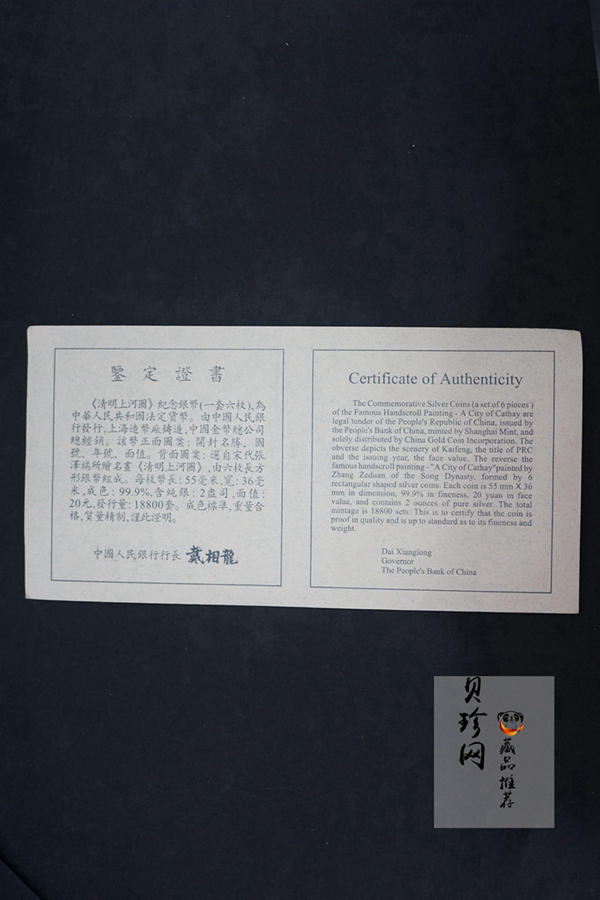 鑒定證書
《清明上河圖》紀念銀幣(一套六枚),為
中華人民共和國法定貨幣。由中國人民銀
行發行,上海造幣廠鑄造,中國金幣總公司
總經銷。該幣正面圖案:開封名勝、國
號、年號、面值。背面圖案:選自宋代張
澤端所繪名畫《清明上河圖》,由六枚長方
形銀幣組成。每枚幣長:55毫米,寬:36毫
米,成色:99.9%,含純銀:2盎司,面值:
20元,發行量:18800套。成色標準,重量合
格,質量精制,謹此證明。
中國人民銀行行長 戴相龍
Certificate of Authenticity
The Commemorative Silver Coins (a set of 6 pieces )
of the Famous Handscroll Painting - A City of Cathay are
legal tender of the People's Republic of China, issued by
the People's Bank of China, minted by Shanghai Mint, and
solely distributed by China Gold Coin Incorporation. The
obverse depicts the scenery of Kaifeng, the title of PRC
and the issuing year, the face value. The reverse the
famous handscroll painting - "A City of Cathay"painted by
Zhang Zeduan of the Song Dynasty, formed by 6
rectangular shaped silver coins. Each coin is 55 mm X 36
mm in dimension, 99.9% in fineness, 20 yuan in face
value, and contains 2 ounces of pure silver. The total
mintage is 18800 sets. This is to certify that the coin is
proof in quality and is up to standard as to its fineness and
weight.
Dai Xianglong
Governor
The People's Bank of China
贝珍网
藏品推荐